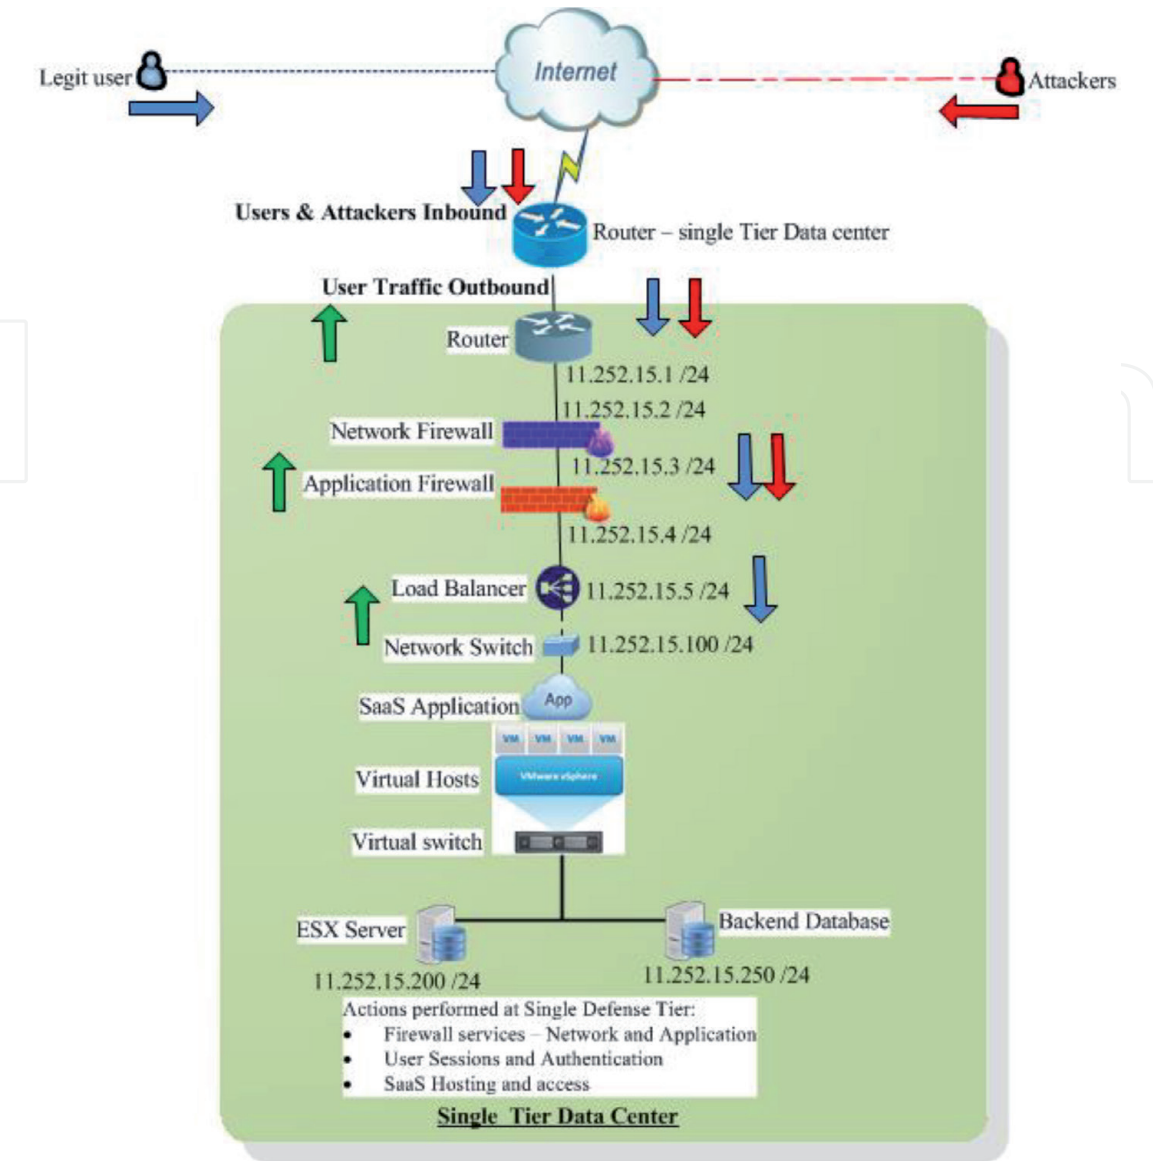 Legit user
Internet
Attackers
Users & Attackers Inbound
Router – single Tier Data center
User Traffic Outbound
Router
11.252.15.1 /24
11.252.15.2 /24
Network Firewall
11.252.15.3 /24
Application Firewall
11.252.15.4 /24
Load Balancer
11.252.15.5 /24
Network Switch
11.252.15.100 /24
SaaS Application
App
VM VM VM VM
Virtual Hosts
VMware vSphere
Virtual switch
ESX Server
Backend Database
11.252.15.200 /24
11.252.15.250 /24
Actions performed at Single Defense Tier:
• Firewall services – Network and Application
• User Sessions and Authentication
• SaaS Hosting and access
Single Tier Data Center